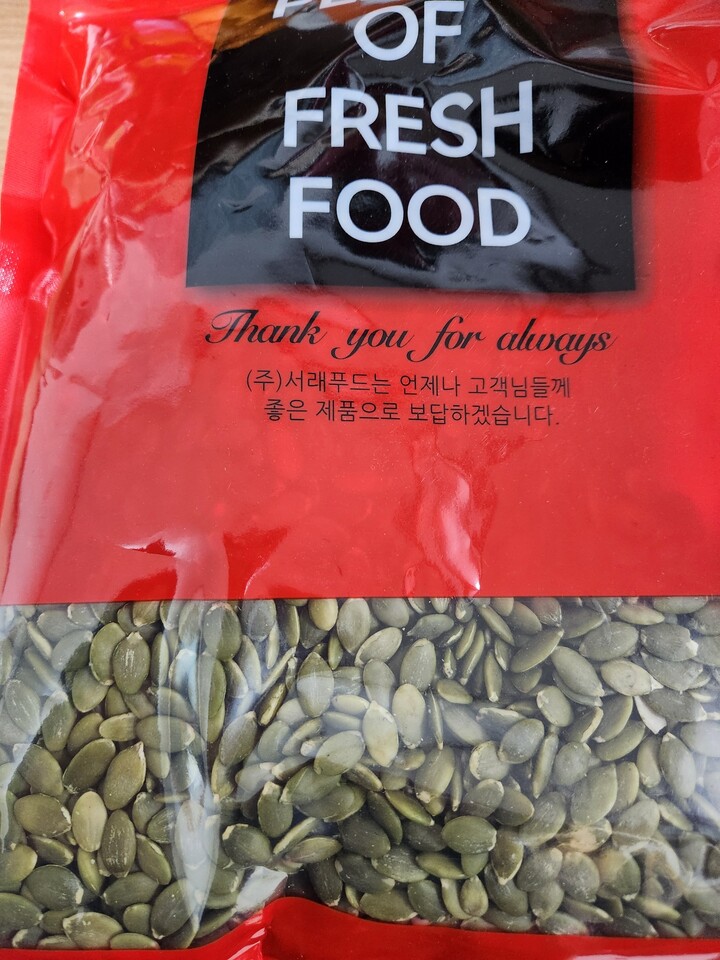 OF
FRESH
FOOD
Thank you for always
(주)서래푸드는 언제나 고객님들께
좋은 제품으로 보답하겠습니다.